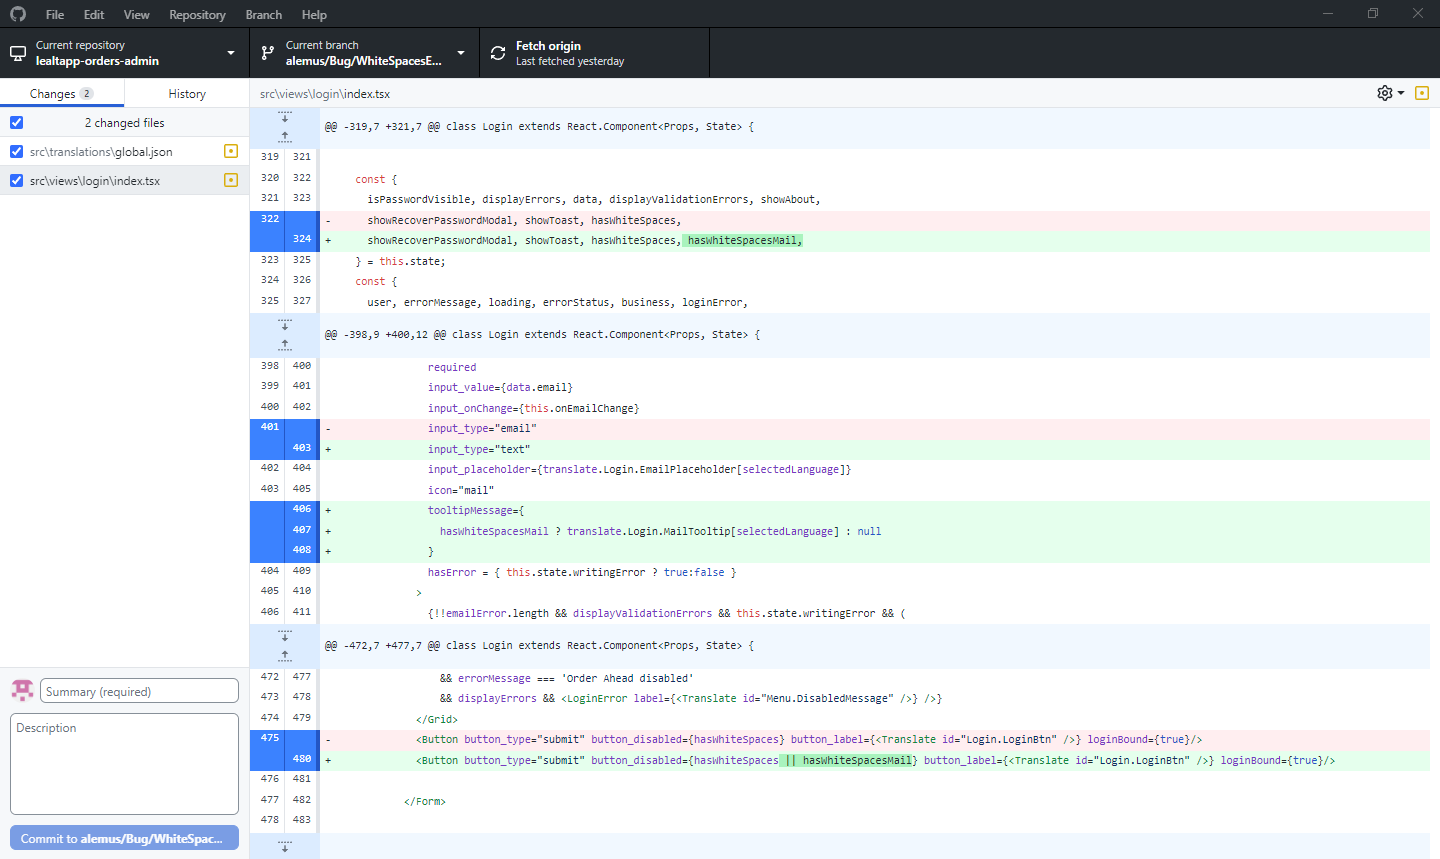 File Edit View Repository Branch Help
Current repository
lealtapp-orders-admin
Current branch
alemus/Bug/WhiteSpacesE...
Fetch origin
Last fetched yesterday
Changes 2 History
2 changed files
src\translations\global.json
src\views\login\index.tsx
Summary (required)
Description
Commit to alemus/Bug/WhiteSpac...
src\views\login\index.tsx
@@ -319,7 +321,7 @@ class Login extends React.Component<Props, State> {
319 321
320 322 const {
321 323 isPasswordVisible, displayErrors, data, displayValidationErrors, showAbout,
322 - showRecoverPasswordModal, showToast, hasWhiteSpaces,
324 + showRecoverPasswordModal, showToast, hasWhiteSpaces, hasWhiteSpacesMail,
323 325 } = this.state;
324 326 const {
325 327 user, errorMessage, loading, errorStatus, business, loginError,
@@ -398,9 +400,12 @@ class Login extends React.Component<Props, State> {
398 400 required
399 401 input_value={data.email}
400 402 input_onChange={this.onEmailChange}
401 - input_type="email"
403 + input_type="text"
402 404 input_placeholder={translate.Login.EmailPlaceholder[selectedLanguage]}
403 405 icon="mail"
406 + tooltipMessage={
407 + hasWhiteSpacesMail ? translate.Login.MailTooltip[selectedLanguage] : null
408 + }
404 409 hasError = { this.state.writingError ? true:false }
405 410 >
406 411 {!!emailError.length && displayValidationErrors && this.state.writingError && (
@@ -472,7 +477,7 @@ class Login extends React.Component<Props, State> {
472 477 && errorMessage === 'Order Ahead disabled'
473 478 && displayErrors && <LoginError label={<Translate id="Menu.DisabledMessage" />} />}
474 479 </Grid>
475 - <Button button_type="submit" button_disabled={hasWhiteSpaces} button_label={<Translate id="Login.LoginBtn" />} loginBound={true}/>
480 + <Button button_type="submit" button_disabled={hasWhiteSpaces || hasWhiteSpacesMail} button_label={<Translate id="Login.LoginBtn" />} loginBound={true}/>
476 481
477 482 </Form>
478 483